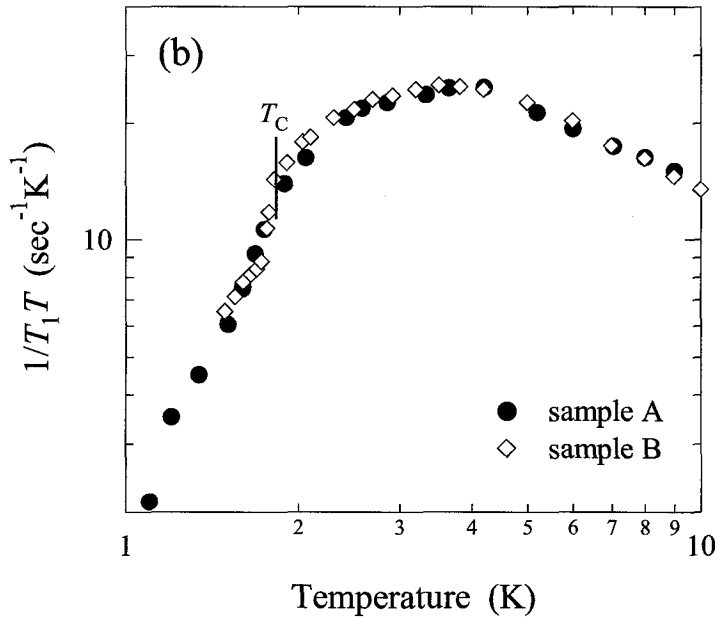 (b)
T_C
1/T₁T (sec⁻¹K⁻¹)
10
sample A
sample B
1 2 3 4 5 6 7 8 9 10
Temperature (K)